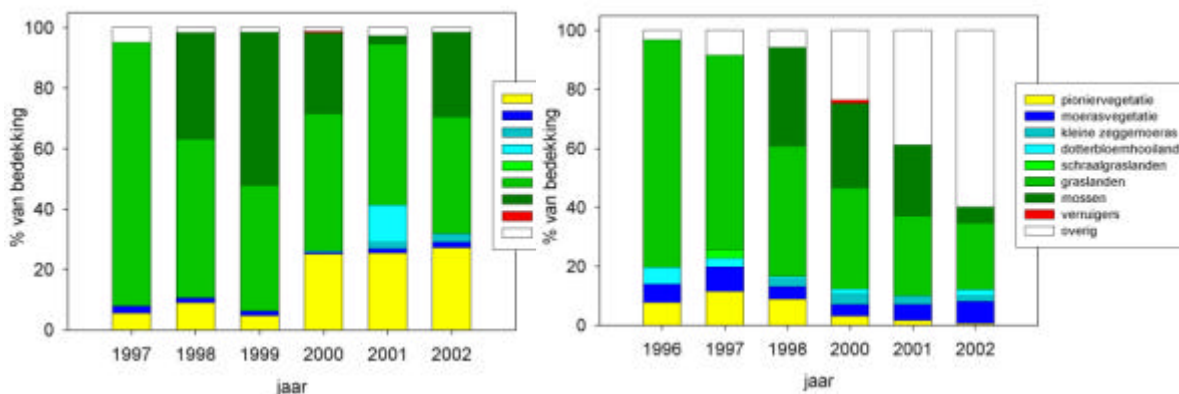 % van bedekking
100
80
60
40
20
0
1997
1998
1999
2000
2001
2002
jaar
% van bedekking
100
80
60
40
20
0
1996
1997
1998
2000
2001
2002
jaar
pioniervegetatie
moerasvegetatie
kleine zeggemoeras
dotterbloemhooiland
schraalgraslanden
graslanden
mossen
verruigers
overig